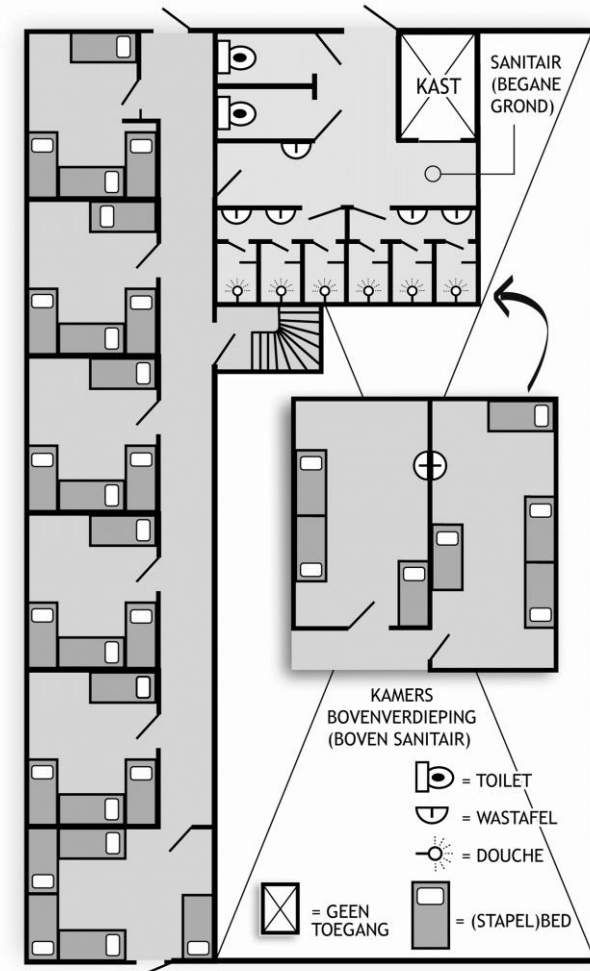 KAST
SANITAIR
(BEGANE
GROND)
KAMERS
BOVENVERDIEPING
(BOVEN SANITAIR)
= TOILET
= WASTAFEL
= DOUCHE
= GEEN
TOEGANG
= (STAPEL)BED